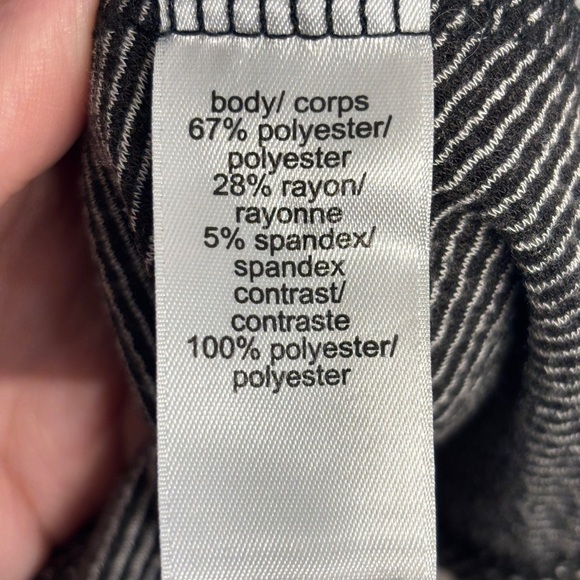 body/ corps
67% polyester/
polyester
28% rayon/
rayonne
5% spandex/
spandex
contrast/
contraste
100% polyester/
polyester